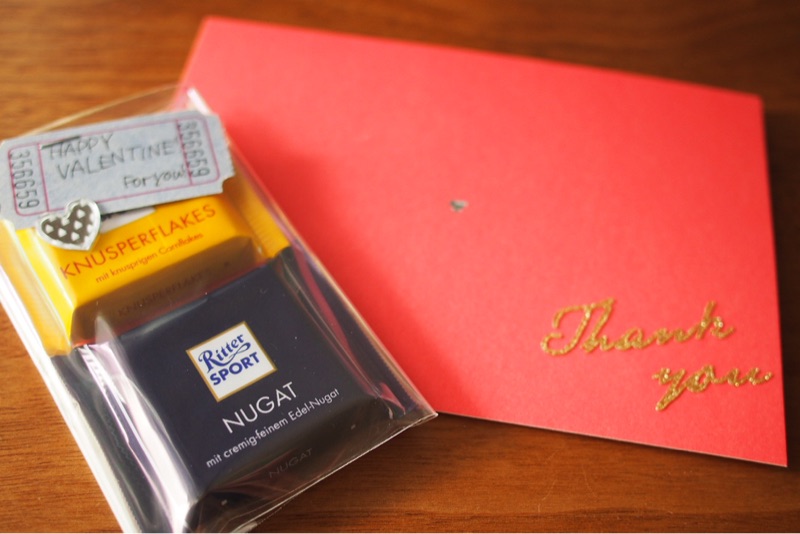 356659
HAPPY
VALENTINE
For you!
356659
KNUSPERFLAKES
mit knusprigen Cornflakes
KNUSPERFLAKES
Ritter
SPORT
NUGAT
mit cremig-feinem Edel-Nugat
NUGAT
Thank
you